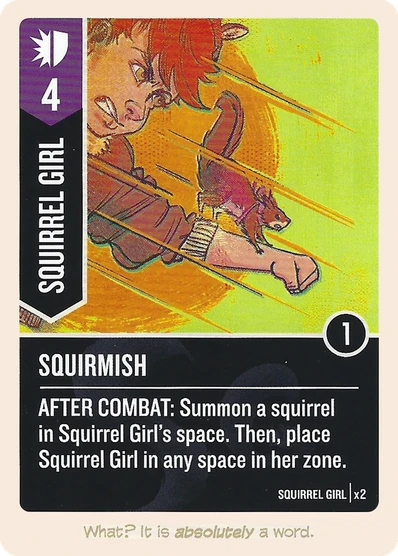 4
SQUIRREL GIRL
1
SQUIRMISH
AFTER COMBAT: Summon a squirrel
in Squirrel Girl's space. Then, place
Squirrel Girl in any space in her zone.
SQUIRREL GIRL | x2
What? It is absolutely a word.